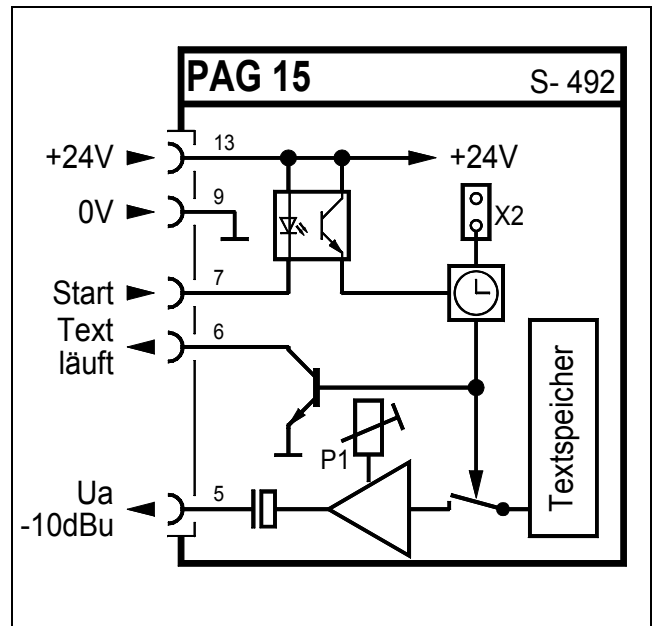 PAG 15 S- 492
+24V 13 +24V
0V 9 X2
Start 7
Text läuft 6
P1
Textspeicher
Ua -10dBu 5